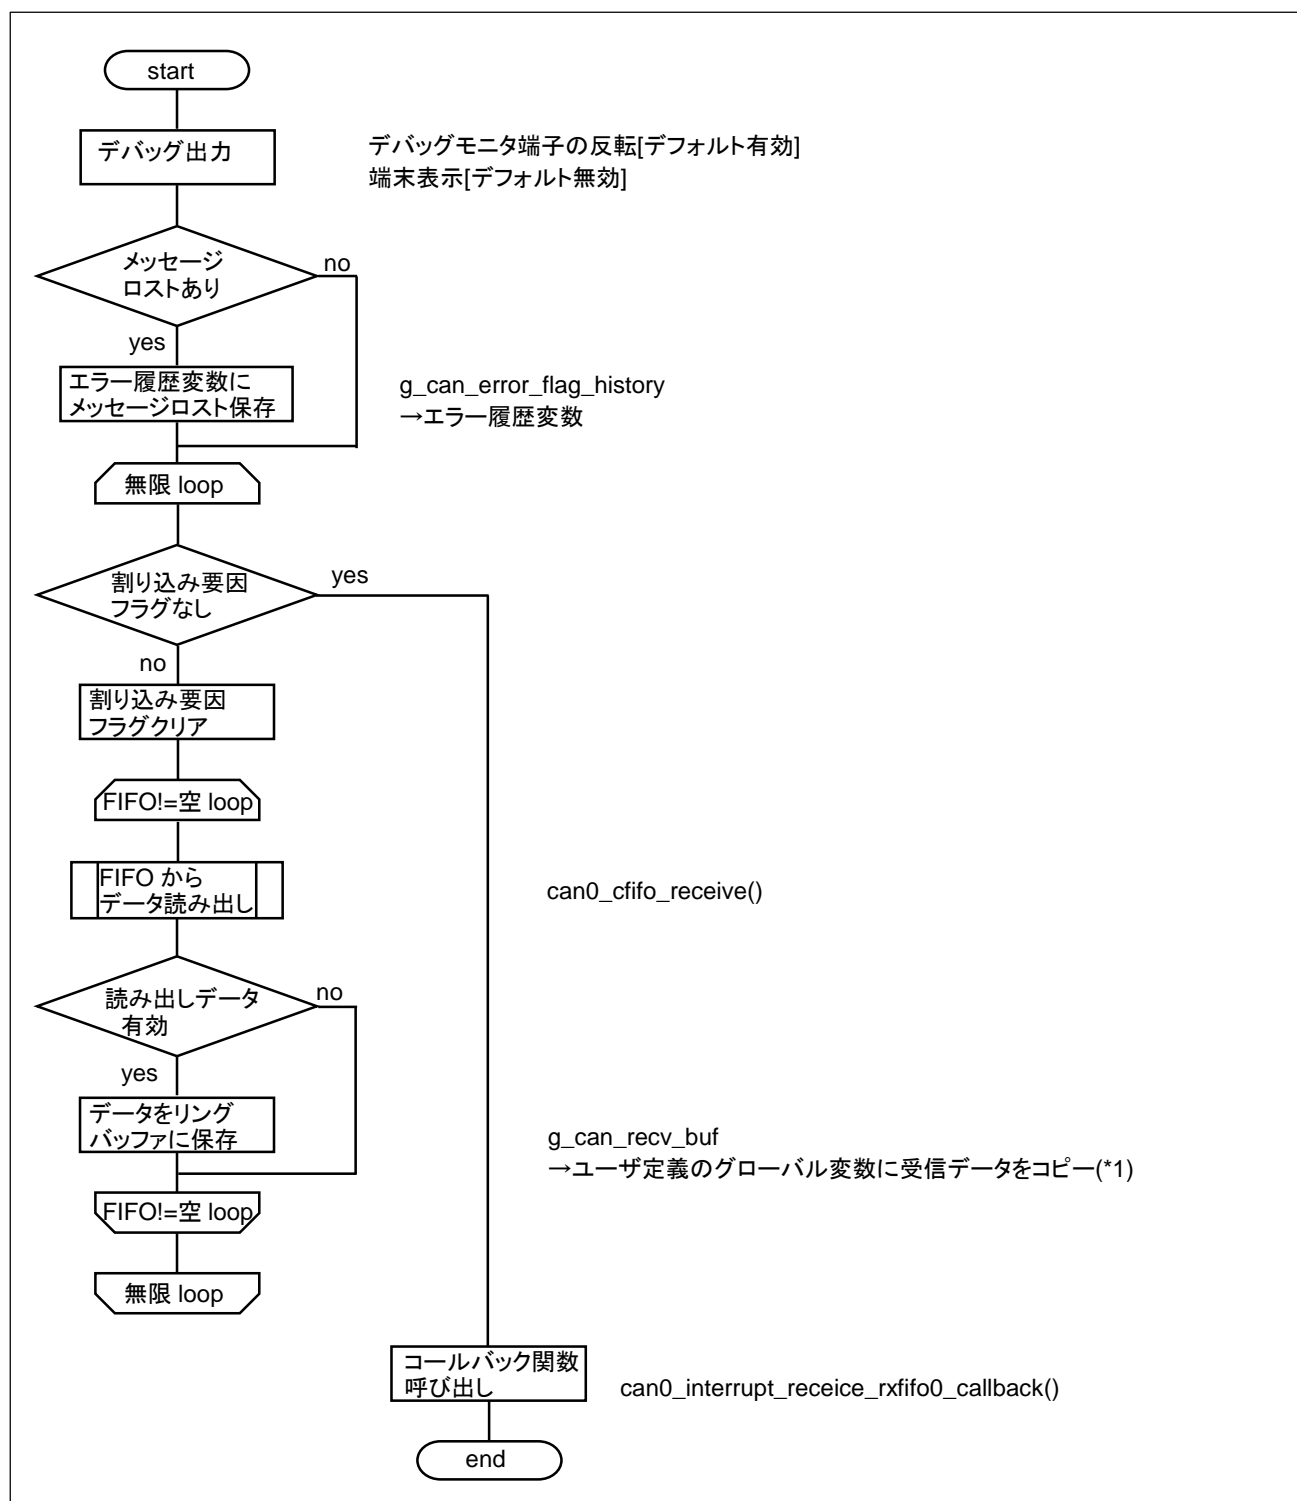 start
デバッグ出力
デバッグモニタ端子の反転[デフォルト有効]
端末表示[デフォルト無効]
メッセージ
ロストあり
no
yes
エラー履歴変数に
メッセージロスト保存
g_can_error_flag_history
→エラー履歴変数
無限 loop
割り込み要因
フラグなし
yes
no
割り込み要因
フラグクリア
FIFO!=空 loop
FIFO から
データ読み出し
can0_cfifo_receive()
読み出しデータ
有効
no
yes
データをリング
バッファに保存
g_can_recv_buf
→ユーザ定義のグローバル変数に受信データをコピー(*1)
FIFO!=空 loop
無限 loop
コールバック関数
呼び出し
can0_interrupt_receice_rxfifo0_callback()
end